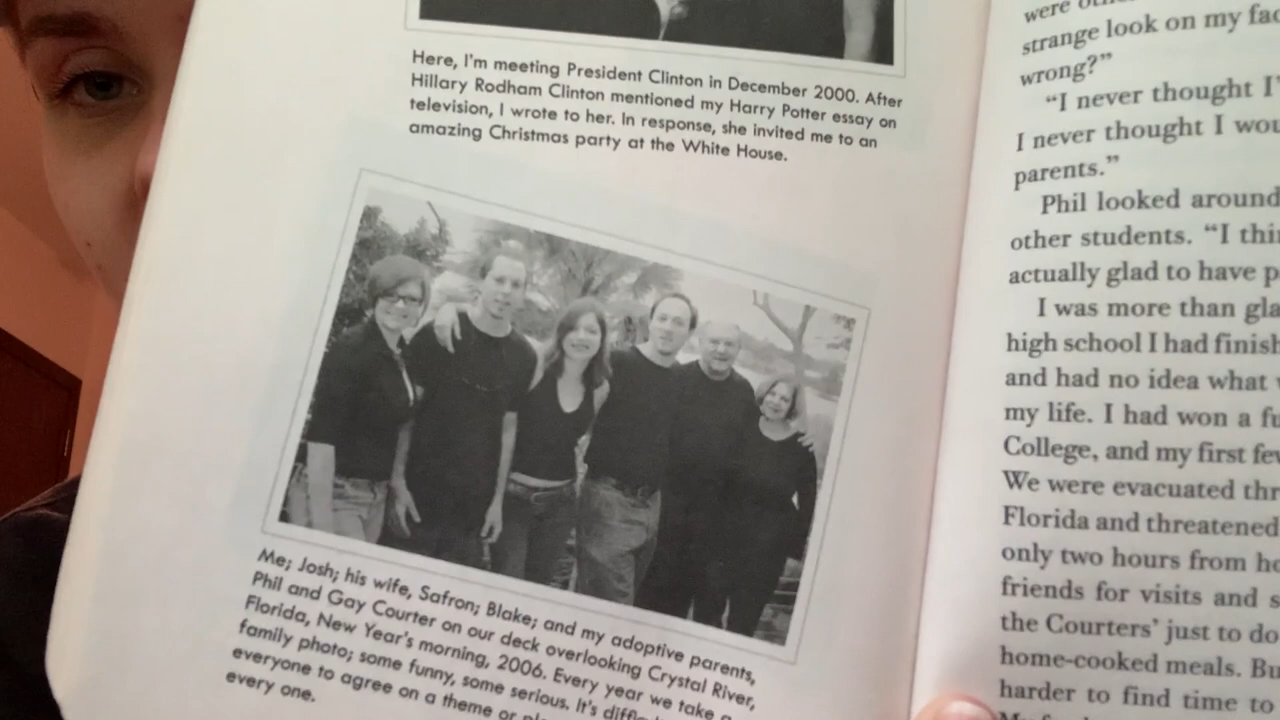 Here, I'm meeting President Clinton in December 2000. After
Hillary Rodham Clinton mentioned my Harry Potter essay on
television, I wrote to her. In response, she invited me to an
amazing Christmas party at the White House.
Me; Josh; his wife, Safron; Blake; and my adoptive parents,
Phil and Gay Courter on our deck overlooking Crystal River,
Florida, New Year's morning, 2006. Every year we take a
family photo; some funny, some serious. It's
everyone to agree on a theme or
every one.
were
strange look on my
wrong?"
"I never thought
I never thought I
parents."
Phil looked around
other students. "I
actually glad to have
I was more than
high school I had
and had no idea what
my life. I had won a
College, and my first
We were evacuated
Florida and threatened
only two hours from
friends for visits and
the Courters' just to do
home-cooked meals.
harder to find time to